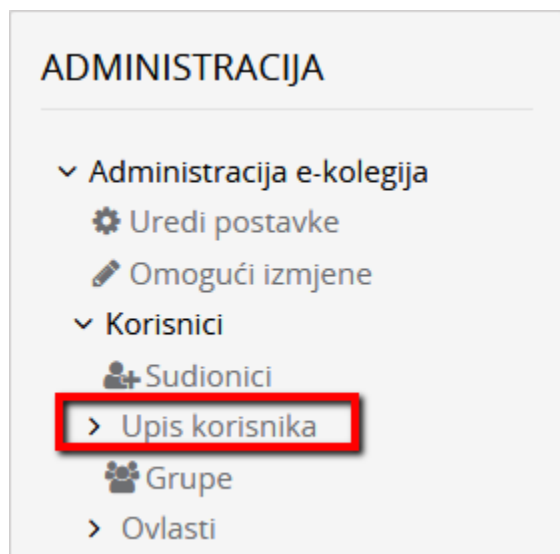 ADMINISTRACIJA
Administracija e-kolegija
Uredi postavke
Omogući izmjene
Korisnici
Sudionici
Upis korisnika
Grupe
Ovlasti